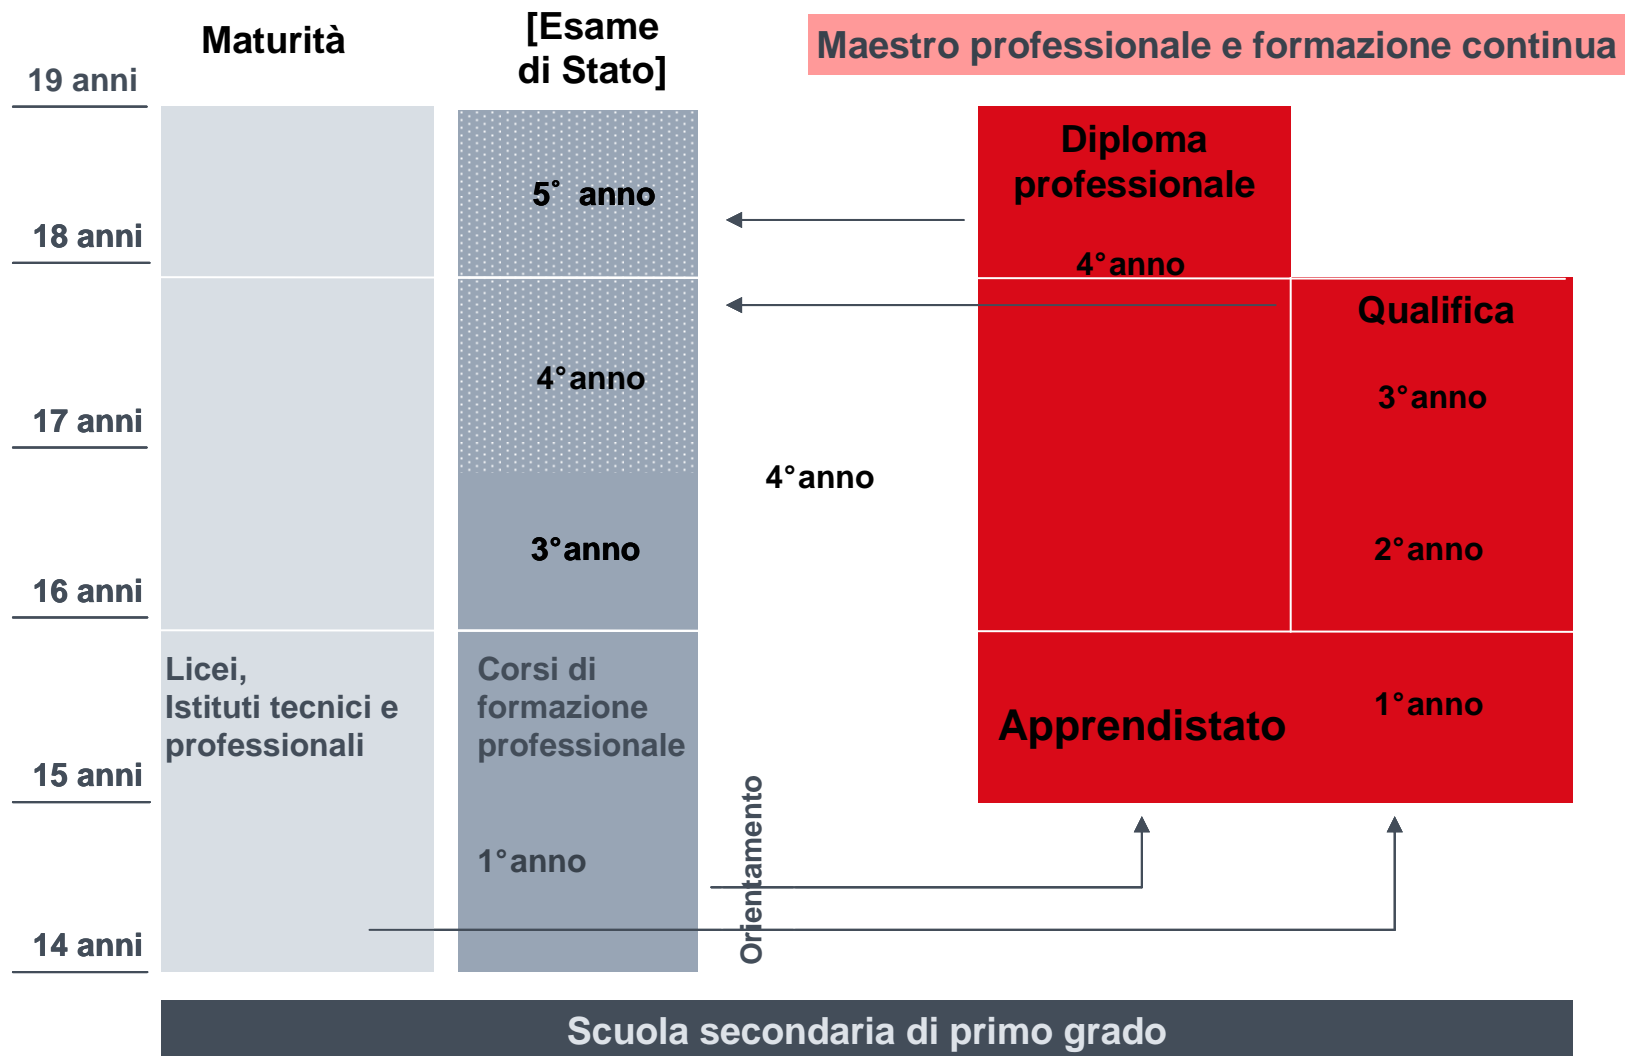 Maturità
[Esame
di Stato]
Maestro professionale e formazione continua
19 anni
Diploma
professionale
5° anno
18 anni
4°anno
Qualifica
4°anno
3°anno
17 anni
4°anno
3°anno
2°anno
16 anni
Licei,
Istituti tecnici e
professionali
Corsi di
formazione
professionale
1°anno
Apprendistato
15 anni
Orientamento
1°anno
14 anni
Scuola secondaria di primo grado